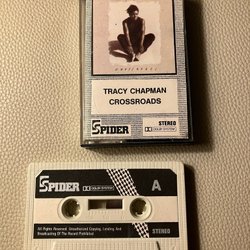 CROSSROADS
TRACY CHAPMAN
CROSSROADS
SPIDER
DOLBY SYSTEM
STEREO
SPIDER
DOLBY SYSTEM
A
All Rights Reserved. Unauthorized Copying, Lending And
Broadcasting Of The Record Prohibited.
STEREO